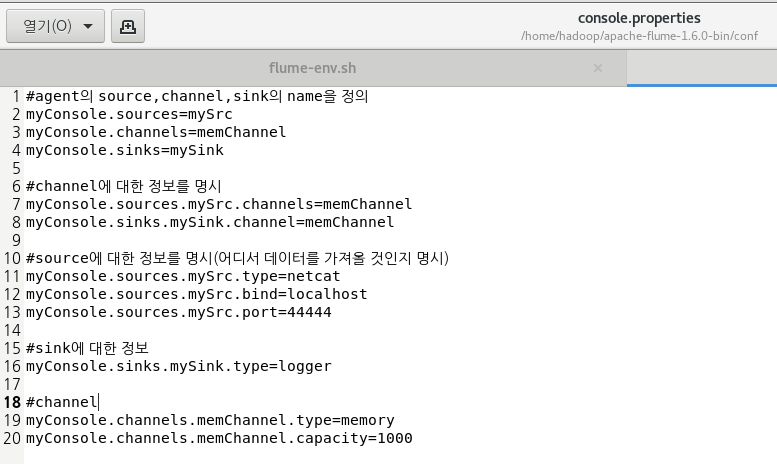 열기(O)
console.properties
/home/hadoop/apache-flume-1.6.0-bin/conf
flume-env.sh ×
1 #agent의 source,channel,sink의 name을 정의
2 myConsole.sources=mySrc
3 myConsole.channels=memChannel
4 myConsole.sinks=mySink
5
6 #channel에 대한 정보를 명시
7 myConsole.sources.mySrc.channels=memChannel
8 myConsole.sinks.mySink.channel=memChannel
9
10 #source에 대한 정보를 명시(어디서 데이터를 가져올 것인지 명시)
11 myConsole.sources.mySrc.type=netcat
12 myConsole.sources.mySrc.bind=localhost
13 myConsole.sources.mySrc.port=44444
14
15 #sink에 대한 정보
16 myConsole.sinks.mySink.type=logger
17
18 #channel
19 myConsole.channels.memChannel.type=memory
20 myConsole.channels.memChannel.capacity=1000